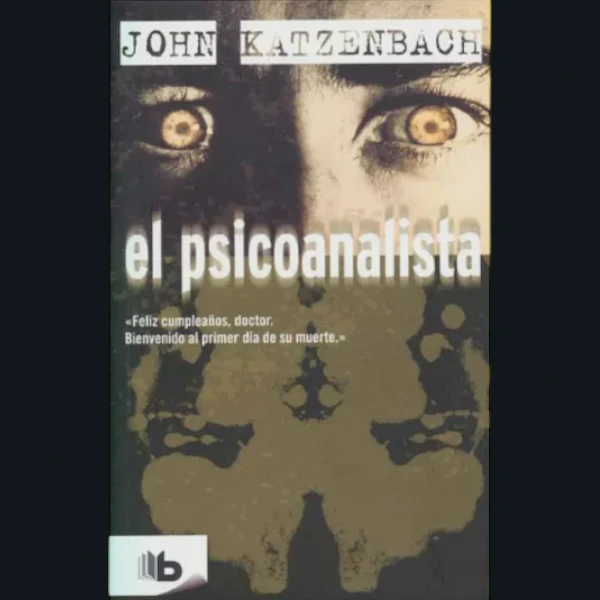 JOHN KATZENBACH
el psicoanalista
«Feliz cumpleaños, doctor.
Bienvenido al primer día de su muerte.»
b